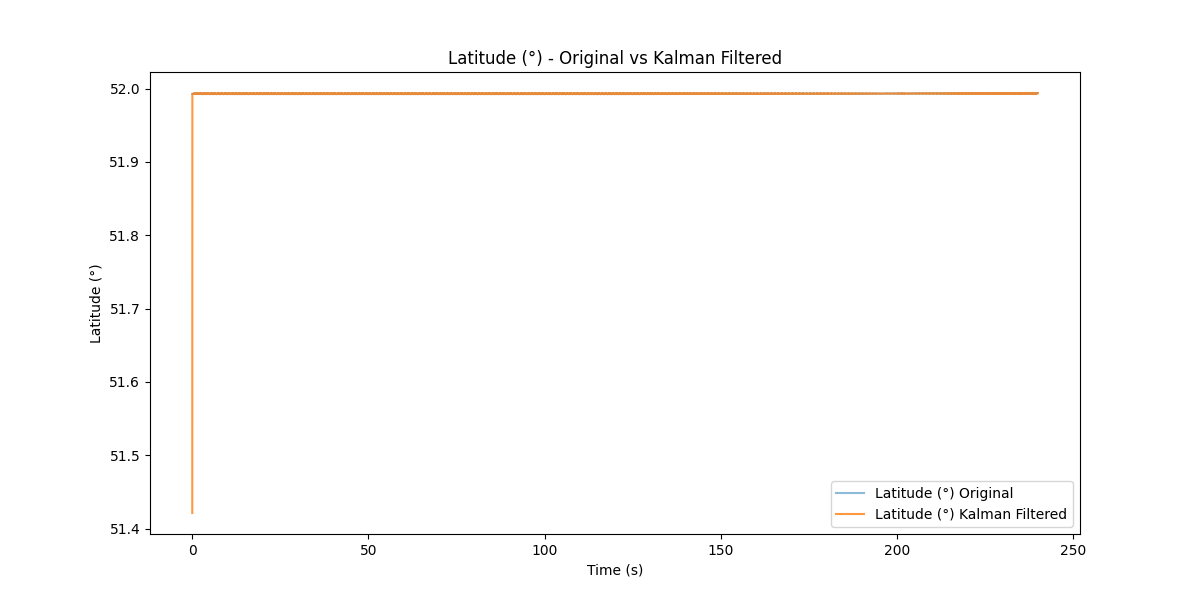 Latitude (°) - Original vs Kalman Filtered
Latitude (°)
52.0
51.9
51.8
51.7
51.6
51.5
51.4
0
50
100
150
200
250
Time (s)
Latitude (°) Original
Latitude (°) Kalman Filtered